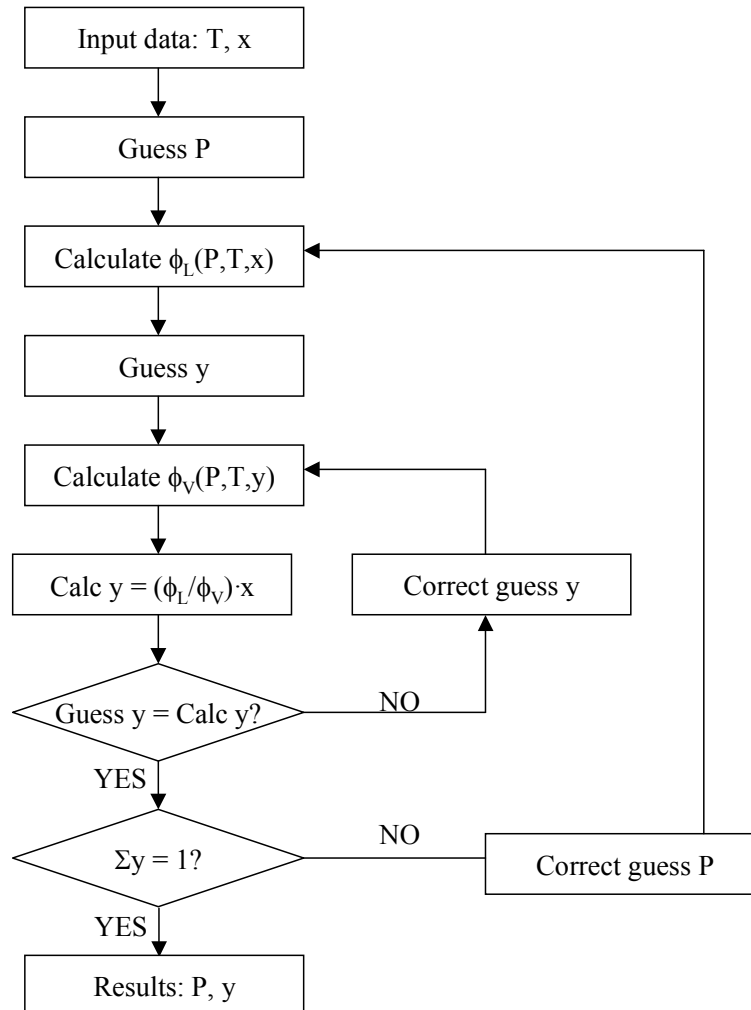 Input data: T, x
Guess P
Calculate ϕL(P,T,x)
Guess y
Calculate ϕV(P,T,y)
Calc y = (ϕL/ϕV)·x
Correct guess y
Guess y = Calc y?
NO
YES
Σy = 1?
NO
Correct guess P
YES
Results: P, y